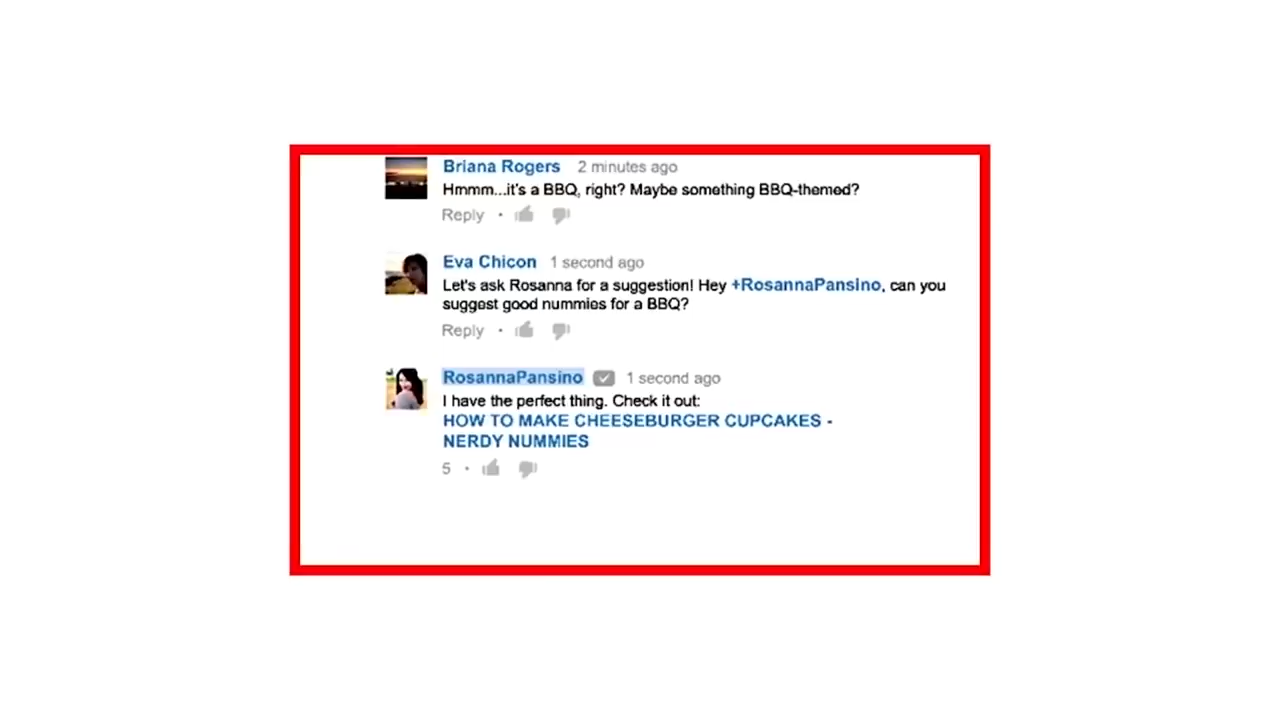 Briana Rogers 2 minutes ago
Hmmm...it's a BBQ, right? Maybe something BBQ-themed?
Reply •
Eva Chicon 1 second ago
Let's ask Rosanna for a suggestion! Hey +RosannaPansino, can you
suggest good nummies for a BBQ?
Reply •
RosannaPansino 1 second ago
I have the perfect thing. Check it out:
HOW TO MAKE CHEESEBURGER CUPCAKES -
NERDY NUMMIES
5 •